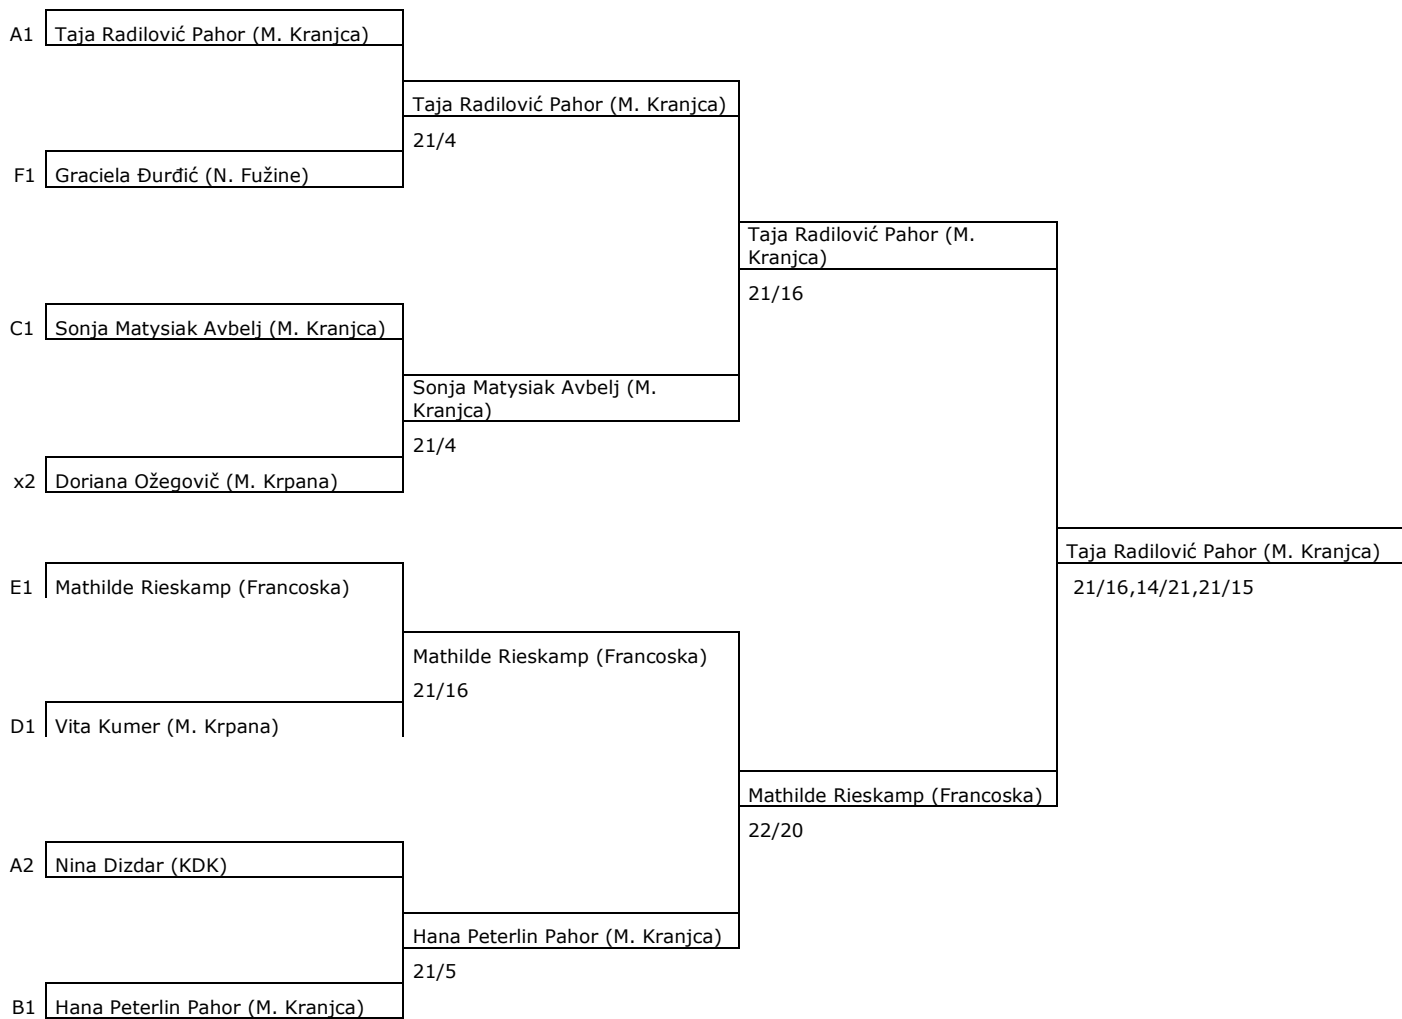 A1 Taja Radilović Pahor (M. Kranjca)
Taja Radilović Pahor (M. Kranjca)
21/4
F1 Graciela Đurđić (N. Fužine)
Taja Radilović Pahor (M.
Kranjca)
21/16
C1 Sonja Matysiak Avbelj (M. Kranjca)
Sonja Matysiak Avbelj (M.
Kranjca)
21/4
x2 Doriana Ožegovič (M. Krpana)
Taja Radilović Pahor (M. Kranjca)
21/16,14/21,21/15
E1 Mathilde Rieskamp (Francoska)
Mathilde Rieskamp (Francoska)
21/16
D1 Vita Kumer (M. Krpana)
Mathilde Rieskamp (Francoska)
22/20
A2 Nina Dizdar (KDK)
Hana Peterlin Pahor (M. Kranjca)
21/5
B1 Hana Peterlin Pahor (M. Kranjca)